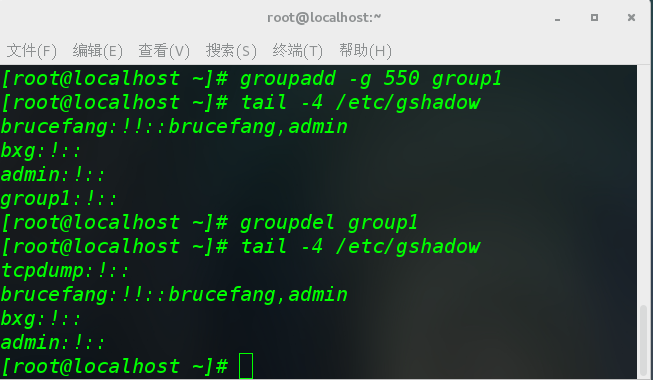 root@localhost:~
文件(F) 编辑(E) 查看(V) 搜索(S) 终端(T) 帮助(H)
[root@localhost ~]# groupadd -g 550 group1
[root@localhost ~]# tail -4 /etc/gshadow
brucefang:!!::brucefang,admin
bxg:!::
admin:!::
group1:!::
[root@localhost ~]# groupdel group1
[root@localhost ~]# tail -4 /etc/gshadow
tcpdump:!::
brucefang:!!::brucefang,admin
bxg:!::
admin:!::
[root@localhost ~]#